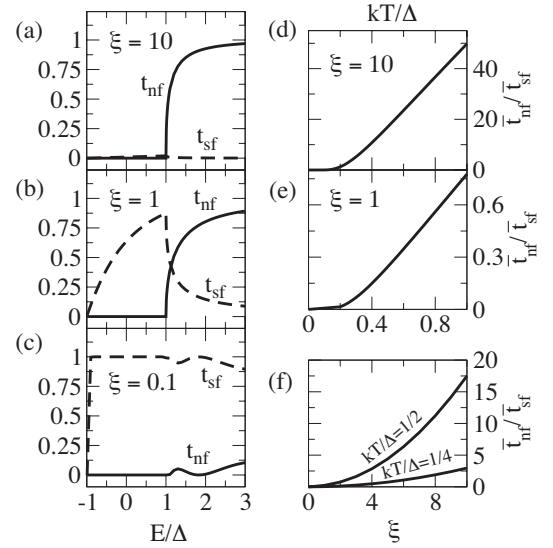 (a)
ξ = 10
1
0.75
0.5
0.25
0
t_nf
t_sf
(b)
ξ = 1
1
0.75
0.5
0.25
0
t_nf
t_sf
(c)
ξ = 0.1
1
0.75
0.5
0.25
0
t_sf
t_nf
-1 0 1 2 3
E/Δ
kT/Δ
(d)
ξ = 10
40
20
0
t̅_nf/t̅_sf
(e)
ξ = 1
0.6
0.3
0
t̅_nf/t̅_sf
0 0.4 0.8
(f)
kT/Δ=1/2
kT/Δ=1/4
20
15
10
5
0
t̅_nf/t̅_sf
0 4 8
ξ